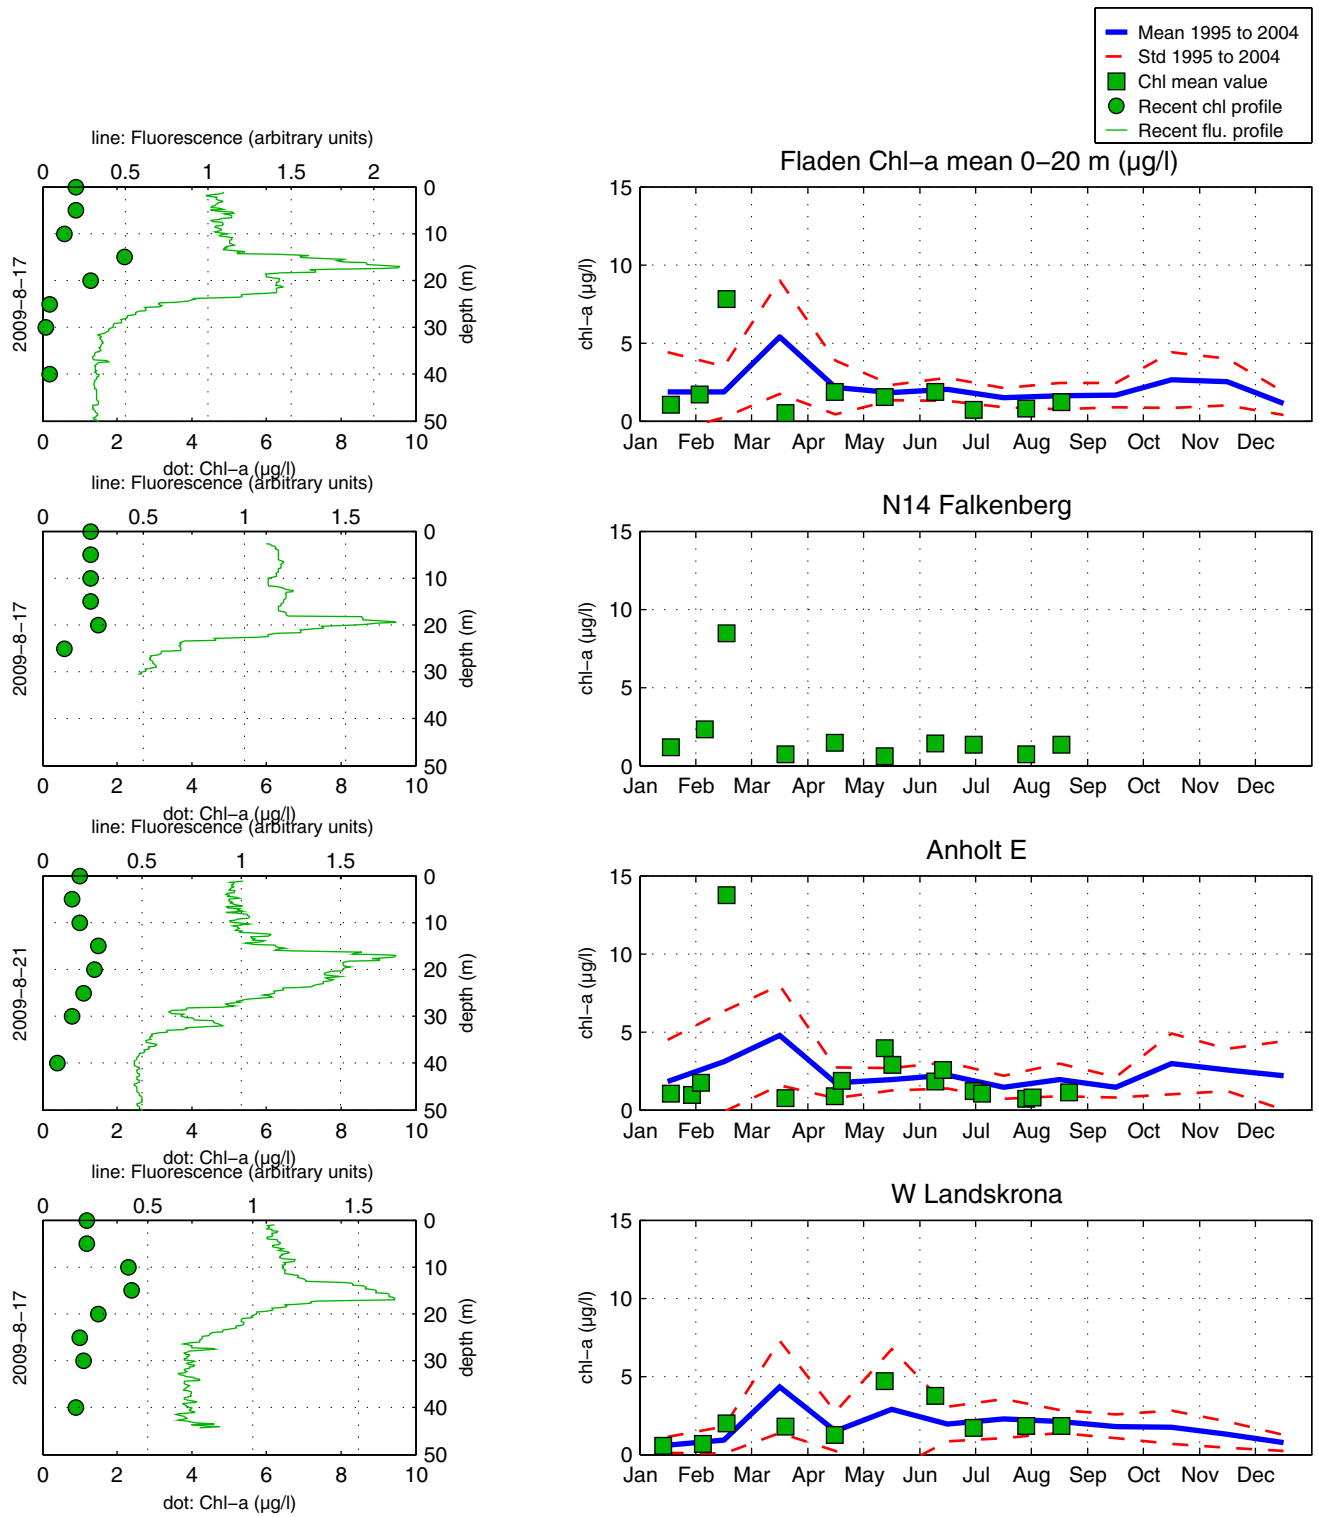 Mean 1995 to 2004
Std 1995 to 2004
Chl mean value
Recent chl profile
Recent flu. profile
line: Fluorescence (arbitrary units)
0 0.5 1 1.5 2
0
10
20
30
40
50
2009−8−17
depth (m)
0 2 4 6 8 10
dot: Chl−a (µg/l)
Fladen Chl−a mean 0−20 m (µg/l)
15
10
5
0
chl−a (µg/l)
Jan Feb Mar Apr May Jun Jul Aug Sep Oct Nov Dec
line: Fluorescence (arbitrary units)
0 0.5 1 1.5
0
10
20
30
40
50
2009−8−17
depth (m)
0 2 4 6 8 10
dot: Chl−a (µg/l)
N14 Falkenberg
15
10
5
0
chl−a (µg/l)
Jan Feb Mar Apr May Jun Jul Aug Sep Oct Nov Dec
line: Fluorescence (arbitrary units)
0 0.5 1 1.5
0
10
20
30
40
50
2009−8−21
depth (m)
0 2 4 6 8 10
dot: Chl−a (µg/l)
Anholt E
15
10
5
0
chl−a (µg/l)
Jan Feb Mar Apr May Jun Jul Aug Sep Oct Nov Dec
line: Fluorescence (arbitrary units)
0 0.5 1 1.5
0
10
20
30
40
50
2009−8−17
depth (m)
0 2 4 6 8 10
dot: Chl−a (µg/l)
W Landskrona
15
10
5
0
chl−a (µg/l)
Jan Feb Mar Apr May Jun Jul Aug Sep Oct Nov Dec